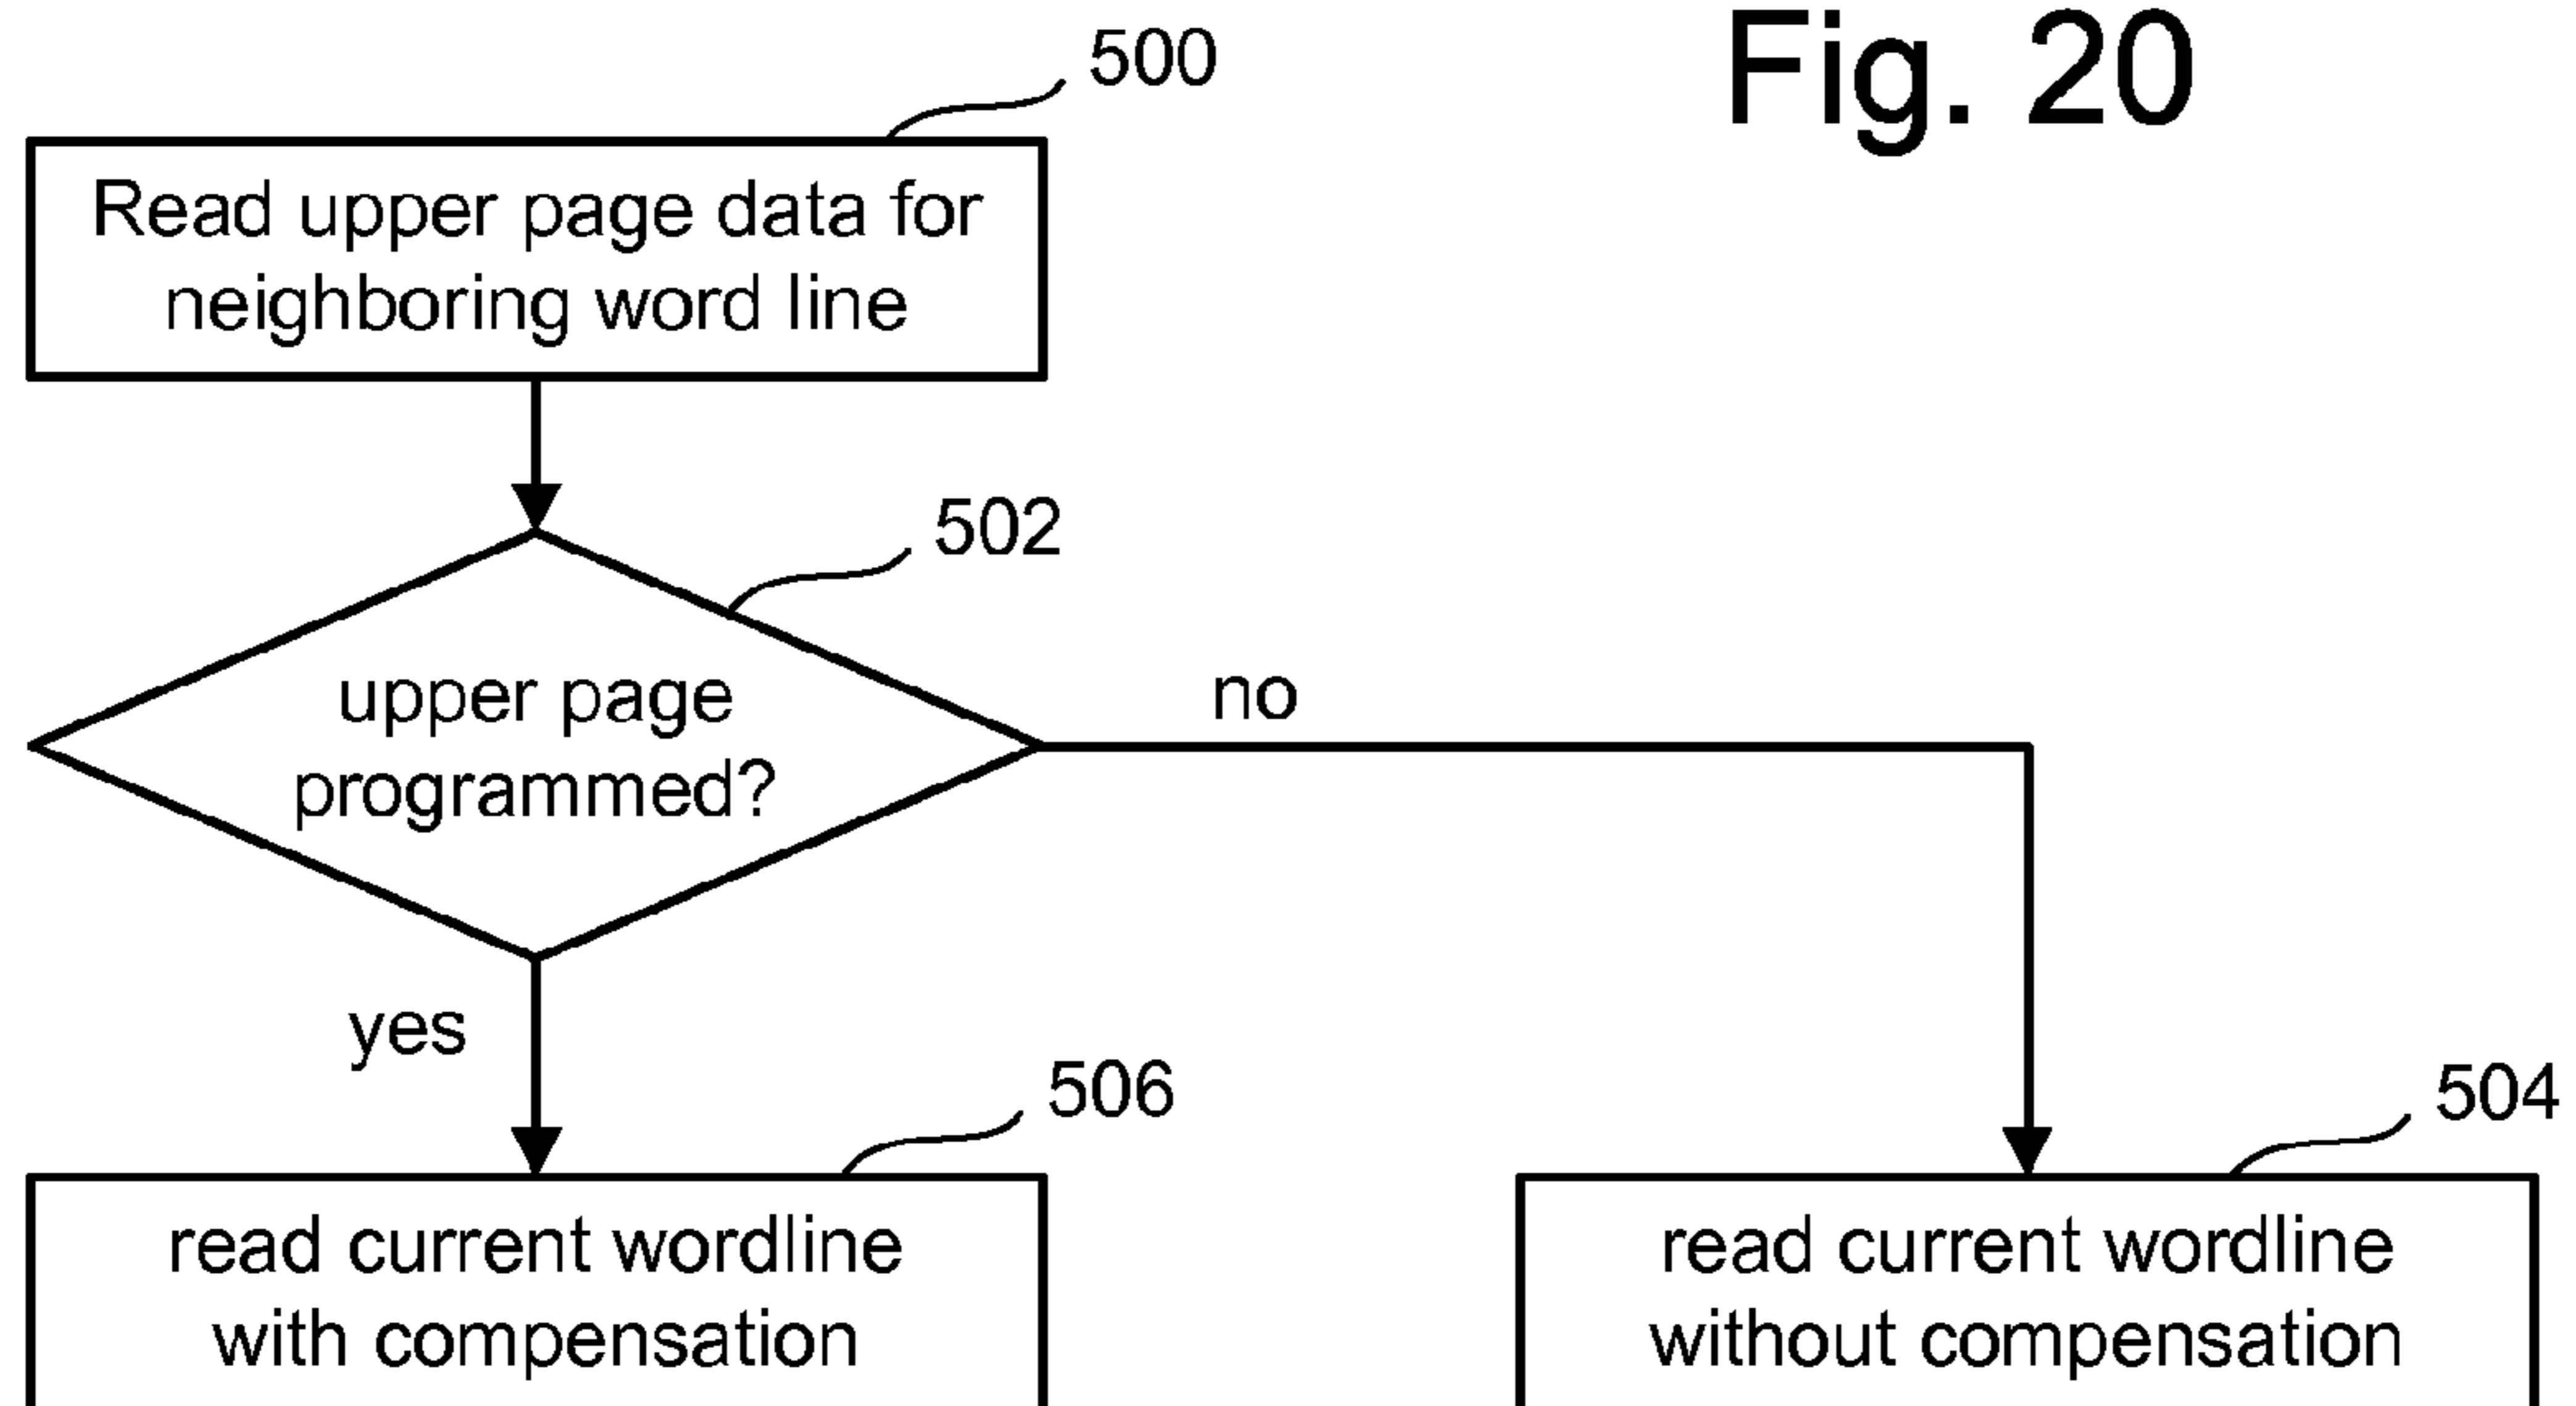 Fig. 20
500
Read upper page data for
neighboring word line
502
upper page
programmed?
no
yes
506
read current wordline
with compensation
504
read current wordline
without compensation